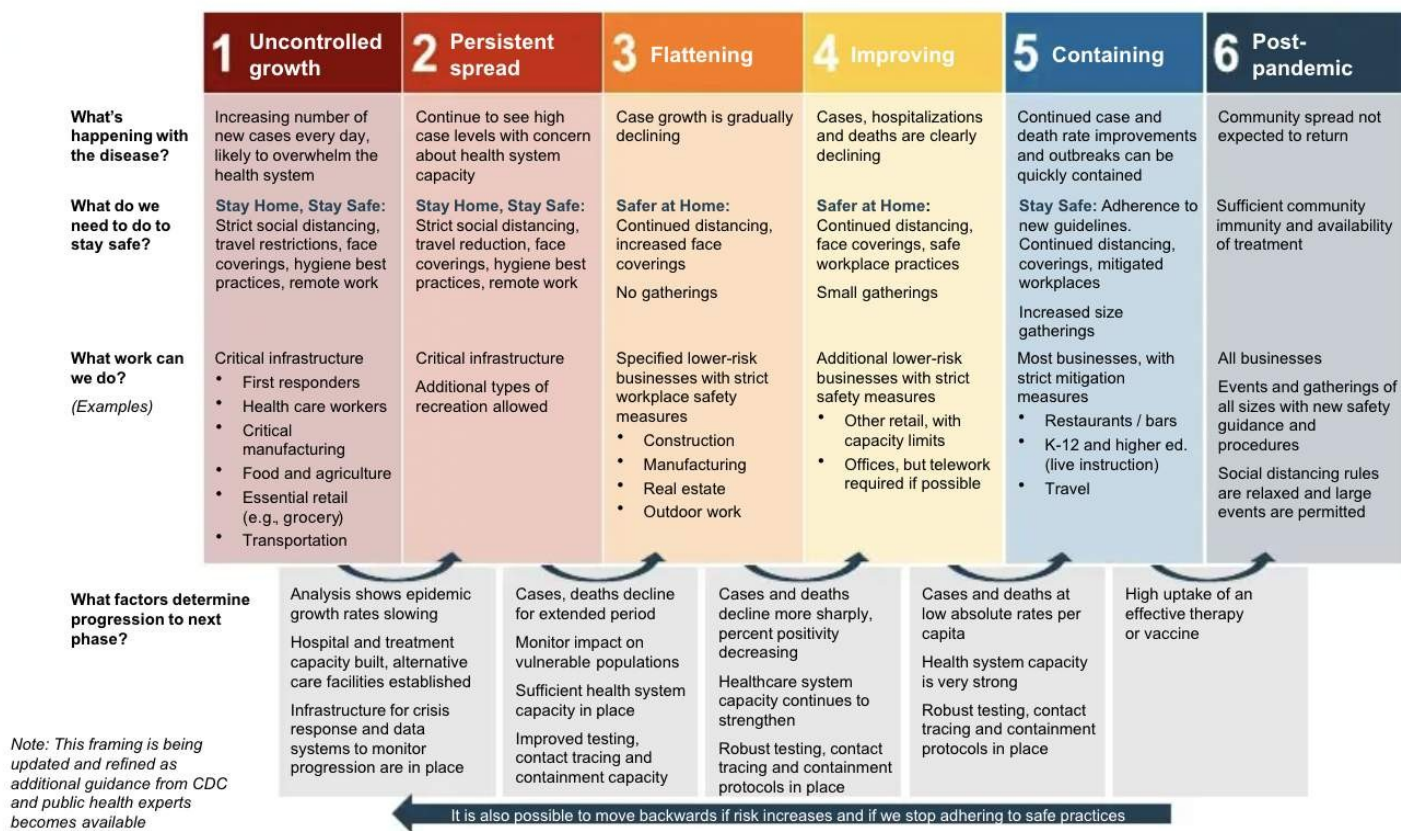 1 Uncontrolled
growth
2 Persistent
spread
3 Flattening
4 Improving
5 Containing
6 Post-
pandemic
What's
happening with
the disease?
Increasing number of
new cases every day,
likely to overwhelm the
health system
Continue to see high
case levels with concern
about health system
capacity
Case growth is gradually
declining
Cases, hospitalizations
and deaths are clearly
declining
Continued case and
death rate improvements
and outbreaks can be
quickly contained
Community spread not
expected to return
What do we
need to do to
stay safe?
Stay Home, Stay Safe:
Strict social distancing,
travel restrictions, face
coverings, hygiene best
practices, remote work
Stay Home, Stay Safe:
Strict social distancing,
travel reduction, face
coverings, hygiene best
practices, remote work
Safer at Home:
Continued distancing,
increased face
coverings
No gatherings
Safer at Home:
Continued distancing,
face coverings, safe
workplace practices
Small gatherings
Stay Safe: Adherence to
new guidelines.
Continued distancing,
coverings, mitigated
workplaces
Increased size
gatherings
Sufficient community
immunity and availability
of treatment
What work can
we do?
(Examples)
Critical infrastructure
• First responders
• Health care workers
• Critical
manufacturing
• Food and agriculture
• Essential retail
(e.g., grocery)
• Transportation
Critical infrastructure
Additional types of
recreation allowed
Specified lower-risk
businesses with strict
workplace safety
measures
• Construction
• Manufacturing
• Real estate
• Outdoor work
Additional lower-risk
businesses with strict
safety measures
• Other retail, with
capacity limits
• Offices, but telework
required if possible
Most businesses, with
strict mitigation
measures
• Restaurants / bars
• K-12 and higher ed.
(live instruction)
• Travel
All businesses
Events and gatherings of
all sizes with new safety
guidance and
procedures
Social distancing rules
are relaxed and large
events are permitted
What factors determine
progression to next
phase?
Analysis shows epidemic
growth rates slowing
Hospital and treatment
capacity built, alternative
care facilities established
Infrastructure for crisis
response and data
systems to monitor
progression are in place
Cases, deaths decline
for extended period
Monitor impact on
vulnerable populations
Sufficient health system
capacity in place
Improved testing,
contact tracing and
containment capacity
Cases and deaths
decline more sharply,
percent positivity
decreasing
Healthcare system
capacity continues to
strengthen
Robust testing, contact
tracing and containment
protocols in place
Cases and deaths at
low absolute rates per
capita
Health system capacity
is very strong
Robust testing, contact
tracing and containment
protocols in place
High uptake of an
effective therapy
or vaccine
Note: This framing is being
updated and refined as
additional guidance from CDC
and public health experts
becomes available
It is also possible to move backwards if risk increases and if we stop adhering to safe practices